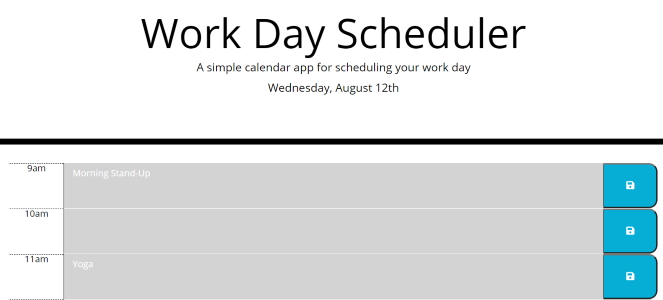 Work Day Scheduler
A simple calendar app for scheduling your work day
Wednesday, August 12th
9am
Morning Stand-Up
10am
11am
Yoga